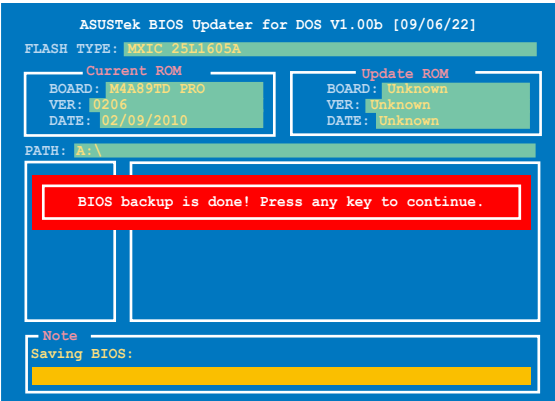 ASUSTek BIOS Updater for DOS V1.00b [09/06/22]
FLASH TYPE: MXIC 25L1605A
Current ROM
BOARD: M4A89TD PRO
VER: 0206
DATE: 02/09/2010
Update ROM
BOARD: Unknown
VER: Unknown
DATE: Unknown
PATH: A:\
BIOS backup is done! Press any key to continue.
Note
Saving BIOS: